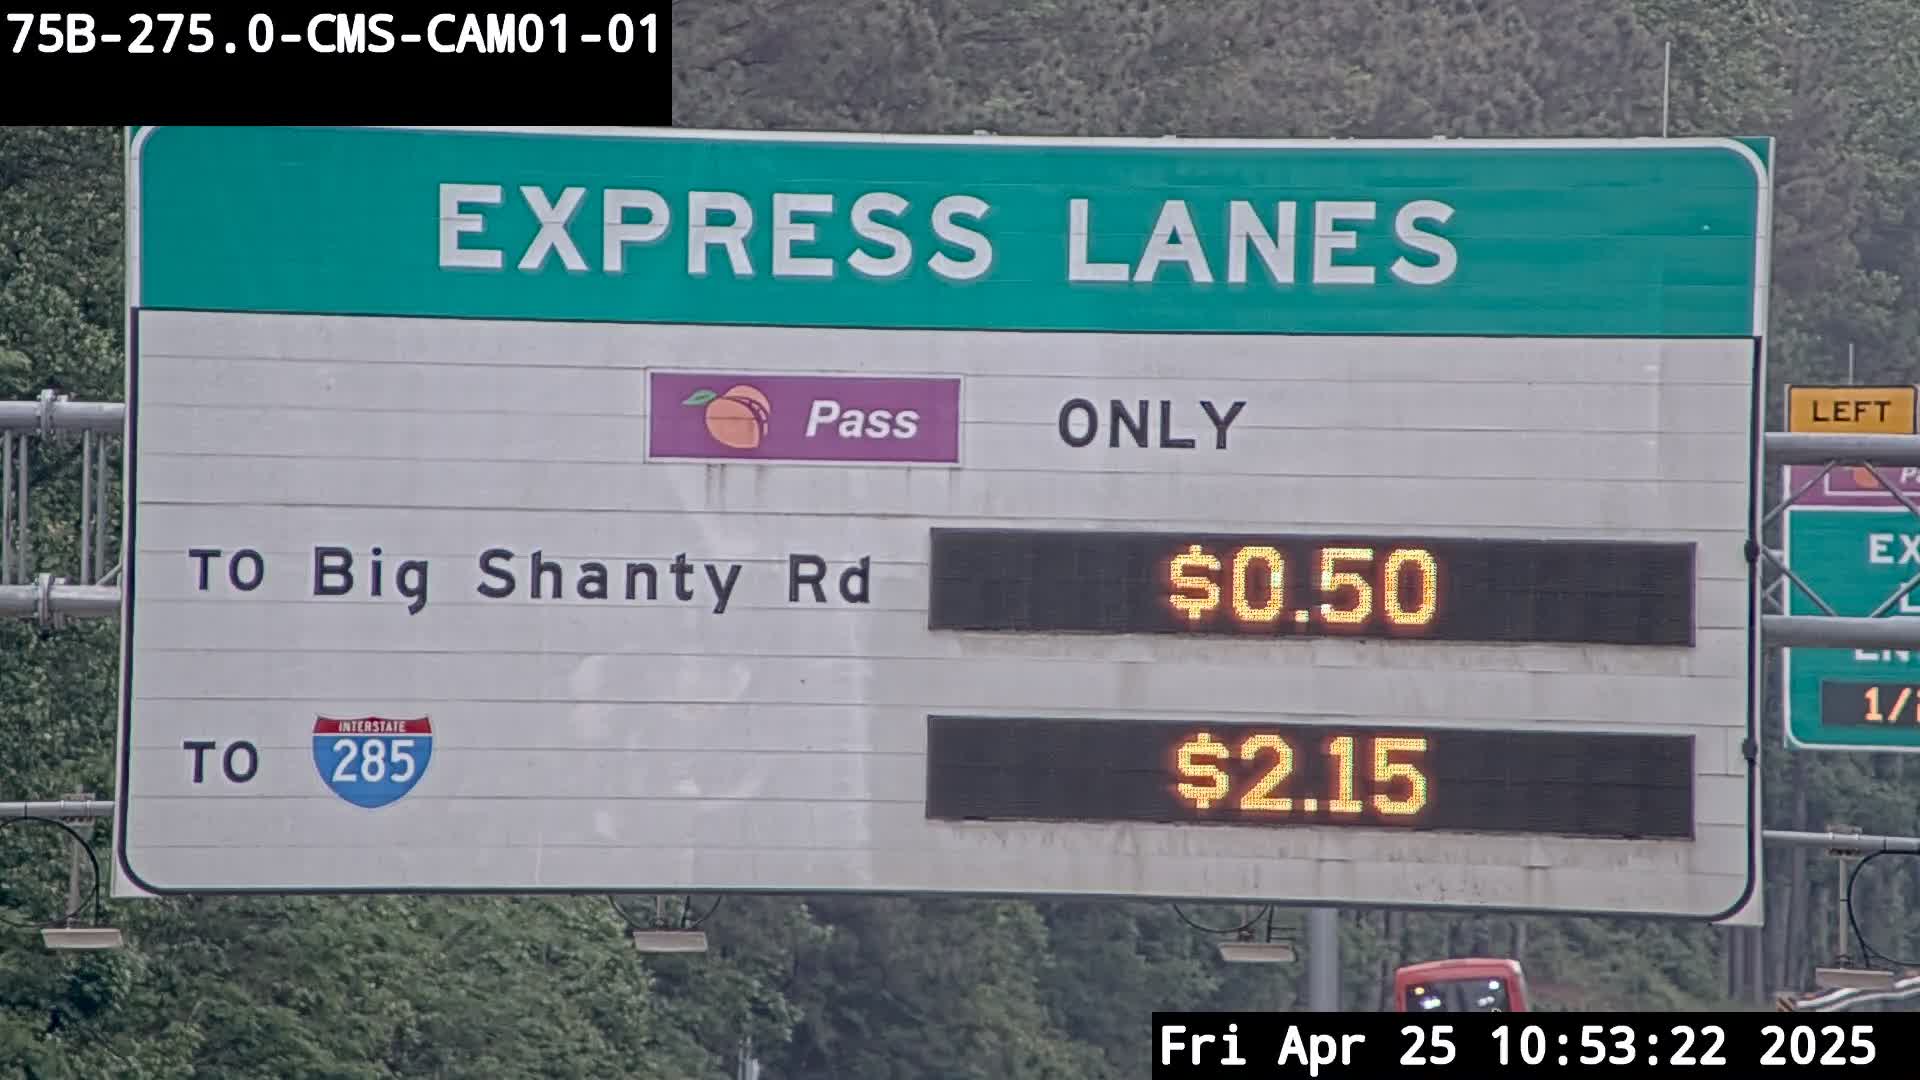 75B-275.0-CMS-CAM01-01
EXPRESS LANES
Pass ONLY
TO Big Shanty Rd $0.50
TO INTERSTATE 285 $2.15
LEFT
Fri Apr 25 10:53:22 2025